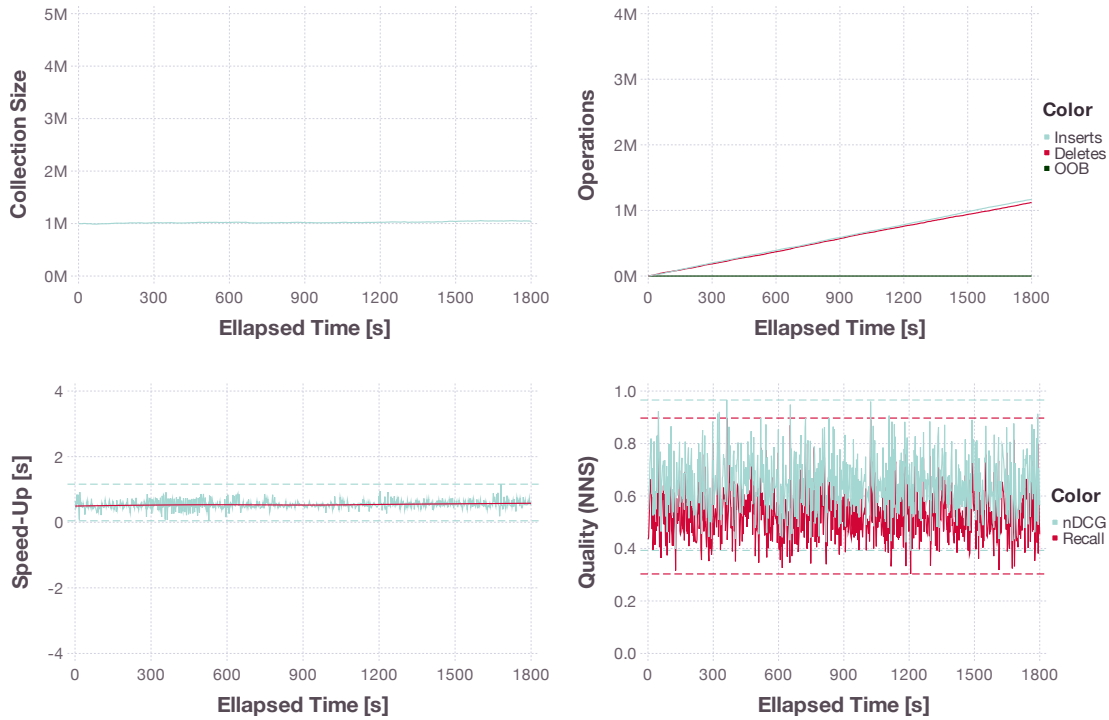 5M
4M
3M
2M
1M
0M
Collection Size
0
300
600
900
1200
1500
1800
Ellapsed Time [s]
4M
3M
2M
1M
0M
Operations
0
300
600
900
1200
1500
1800
Ellapsed Time [s]
Color
Inserts
Deletes
OOB
4
2
0
-2
-4
Speed-Up [s]
0
300
600
900
1200
1500
1800
Ellapsed Time [s]
1.0
0.8
0.6
0.4
0.2
0.0
Quality (NNS)
0
300
600
900
1200
1500
1800
Ellapsed Time [s]
Color
nDCG
Recall